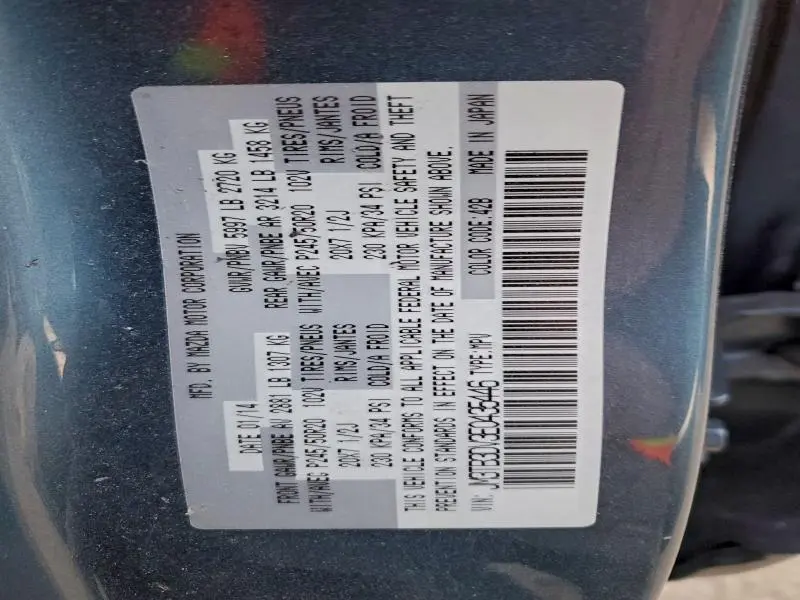 MFD. BY MAZDA MOTOR CORPORATION
DATE 01/14 GVWR/PNBV 5997 LB 2720 KG
FRONT GAWR/PNBE AV 2881 LB 1307 KG REAR GAWR/PNBE AR 3214 LB 1458 KG
WITH/AVEC P245/50R20 102V TIRES/PNEUS WITH/AVEC P245/50R20 102V TIRES/PNEUS
20X7 1/2J RIMS/JANTES 20X7 1/2J RIMS/JANTES
230 KPA/34 PSI COLD/A FROID 230 KPA/34 PSI COLD/A FROID
THIS VEHICLE CONFORMS TO ALL APPLICABLE FEDERAL MOTOR VEHICLE SAFETY AND THEFT
PREVENTION STANDARDS IN EFFECT ON THE DATE OF MANUFACTURE SHOWN ABOVE.
VIN: JM3TB3DV3E0435446 TYPE:MPV COLOR CODE:42B MADE IN JAPAN